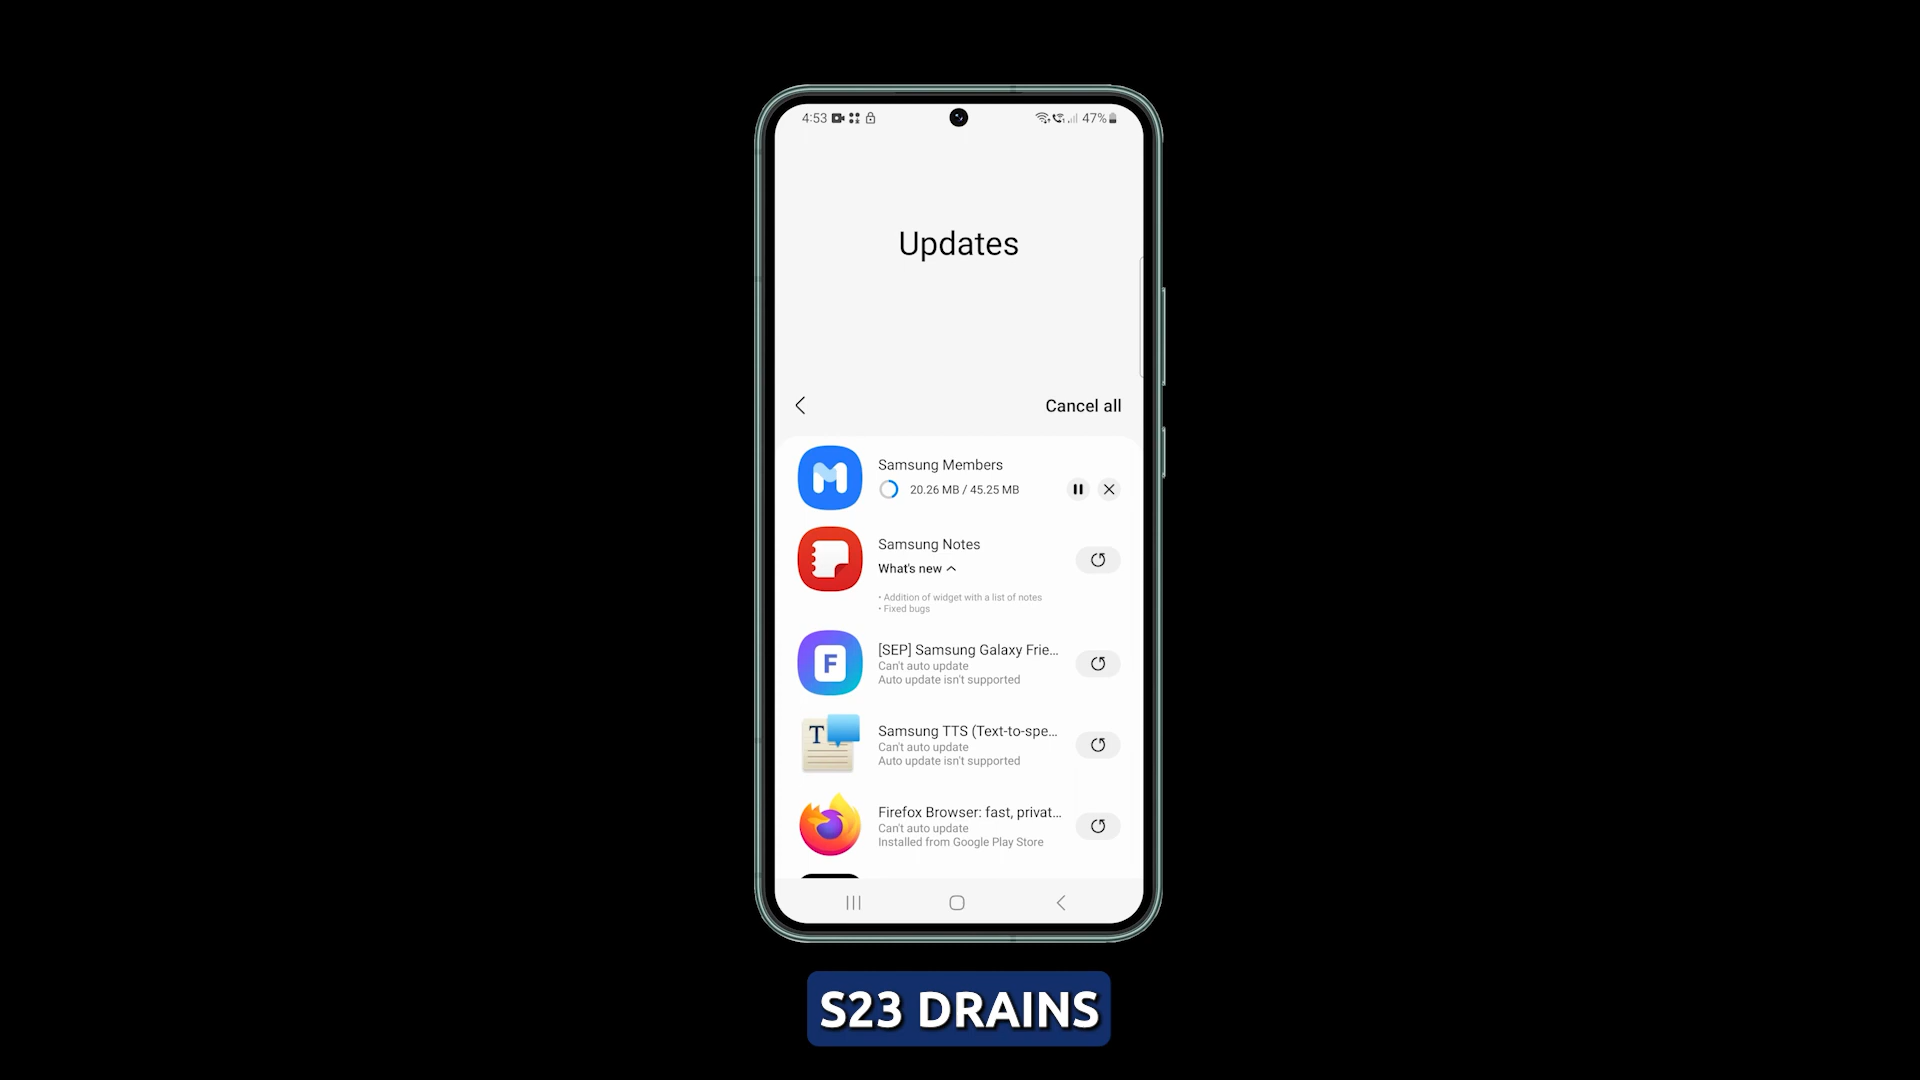 4:53
47%
Updates
Cancel all
Samsung Members
20.26 MB / 45.25 MB
Samsung Notes
What's new
• Addition of widget with a list of notes
• Fixed bugs
F
[SEP] Samsung Galaxy Frie...
Can't auto update
Auto update isn't supported
T
Samsung TTS (Text-to-spe...
Can't auto update
Auto update isn't supported
Firefox Browser: fast, privat...
Can't auto update
Installed from Google Play Store
S23 DRAINS